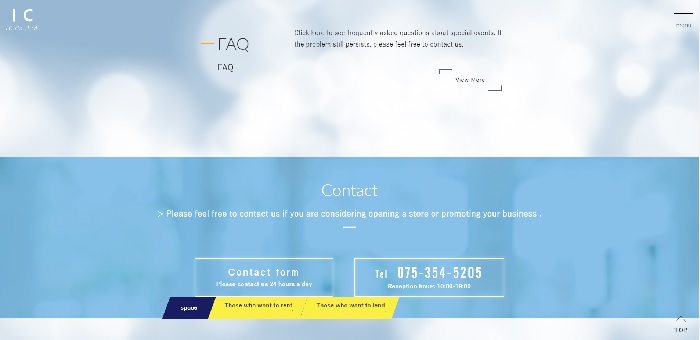 IC
menu
FAQ
FAQ
Click here to see frequently asked questions about special events. If
the problem still persists, please feel free to contact us.
View More
Contact
> Please feel free to contact us if you are considering opening a store or promoting your business .
Contact form
Please contact us 24 hours a day
Tel 075-354-5205
Reception hours 10:00-19:00
space
Those who want to rent
Those who want to lend
TOP